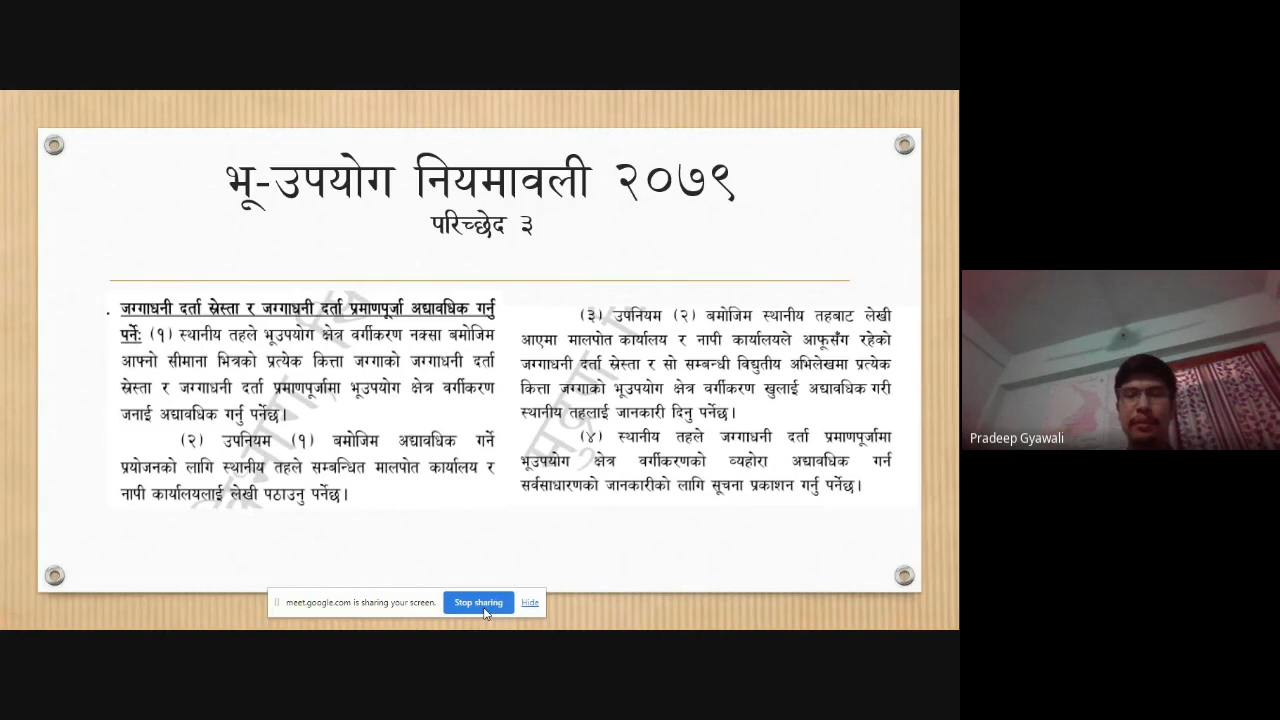 भू-उपयोग नियमावली २०७९
परिच्छेद ३
जग्गाधनी दर्ता स्रेस्ता र जग्गाधनी दर्ता प्रमाणपूर्जा अद्यावधिक गर्नु
पर्नेः (१) स्थानीय तहले भूउपयोग क्षेत्र वर्गीकरण नक्सा बमोजिम
आफ्नो सीमाना भित्रको प्रत्येक कित्ता जग्गाको जग्गाधनी दर्ता
स्रेस्ता र जग्गाधनी दर्ता प्रमाणपूर्जामा भूउपयोग क्षेत्र वर्गीकरण
जनाई अद्यावधिक गर्नु पर्नेछ।
(२) उपनियम (१) बमोजिम अद्यावधिक गर्ने
प्रयोजनको लागि स्थानीय तहले सम्बन्धित मालपोत कार्यालय र
नापी कार्यालयलाई लेखी पठाउनु पर्नेछ।
(३) उपनियम (२) बमोजिम स्थानीय तहबाट लेखी
आएमा मालपोत कार्यालय र नापी कार्यालयले आफूसँग रहेको
जग्गाधनी दर्ता स्रेस्ता र सो सम्बन्धी विद्युतीय अभिलेखमा प्रत्येक
कित्ता जग्गाको भूउपयोग क्षेत्र वर्गीकरण खुलाई अद्यावधिक गरी
स्थानीय तहलाई जानकारी दिनु पर्नेछ।
(४) स्थानीय तहले जग्गाधनी दर्ता प्रमाणपूर्जामा
भूउपयोग क्षेत्र वर्गीकरणको व्यहोरा अद्यावधिक गर्न
सर्वसाधारणको जानकारीको लागि सूचना प्रकाशन गर्नु पर्नेछ।
meet.google.com is sharing your screen. Stop sharing Hide
Pradeep Gyawali